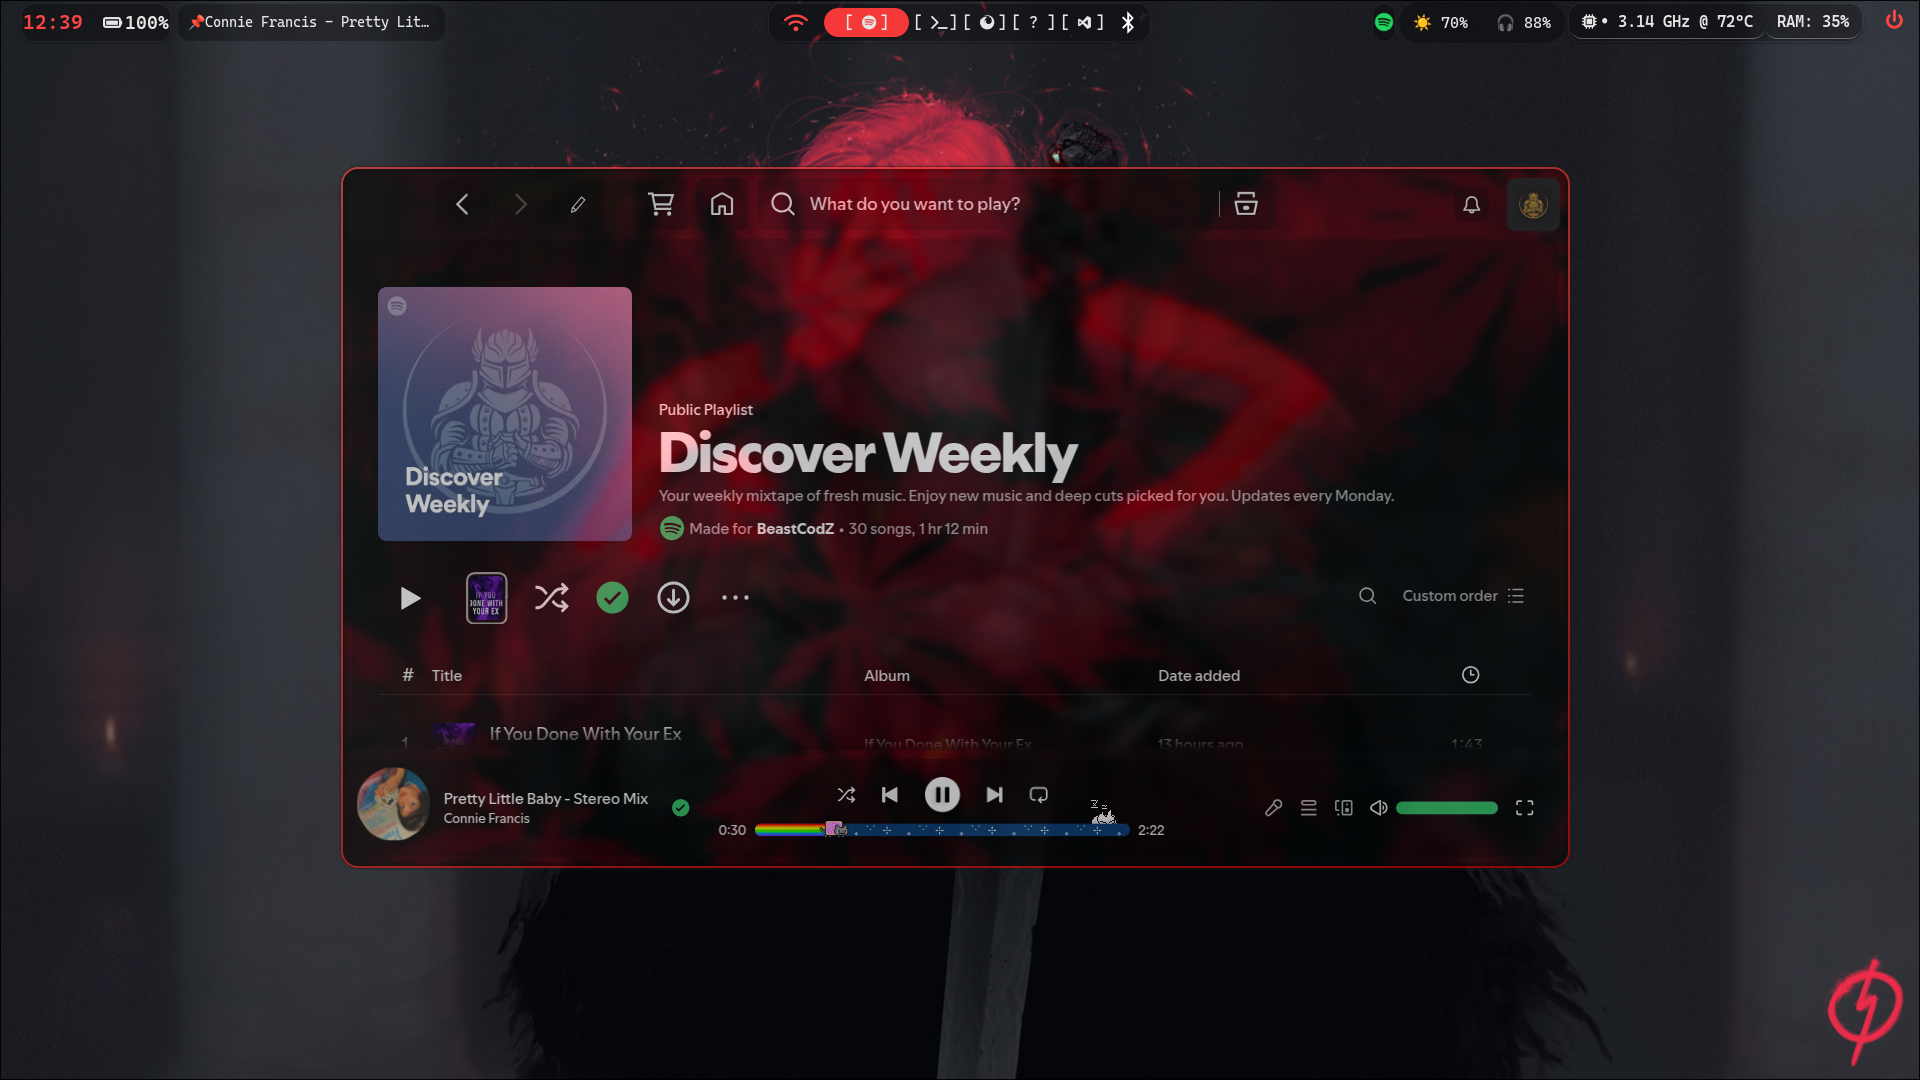 12:39 100% 📌Connie Francis – Pretty Lit… [ ] [ >_] [ ] [ ? ] [ ] 70% 88% • 3.14 GHz @ 72°C RAM: 35%
What do you want to play?
Discover
Weekly
Public Playlist
Discover Weekly
Your weekly mixtape of fresh music. Enjoy new music and deep cuts picked for you. Updates every Monday.
Made for BeastCodZ • 30 songs, 1 hr 12 min
IF YOU
DONE WITH
YOUR EX
Custom order
# Title Album Date added
1 If You Done With Your Ex If You Done With Your Ex 13 hours ago 1:43
Pretty Little Baby - Stereo Mix
Connie Francis
0:30 2:22